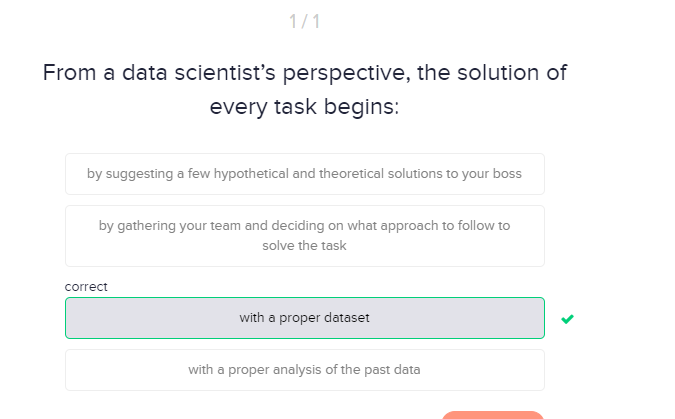 1 / 1
From a data scientist's perspective, the solution of
every task begins:
by suggesting a few hypothetical and theoretical solutions to your boss
by gathering your team and deciding on what approach to follow to
solve the task
correct
with a proper dataset
with a proper analysis of the past data